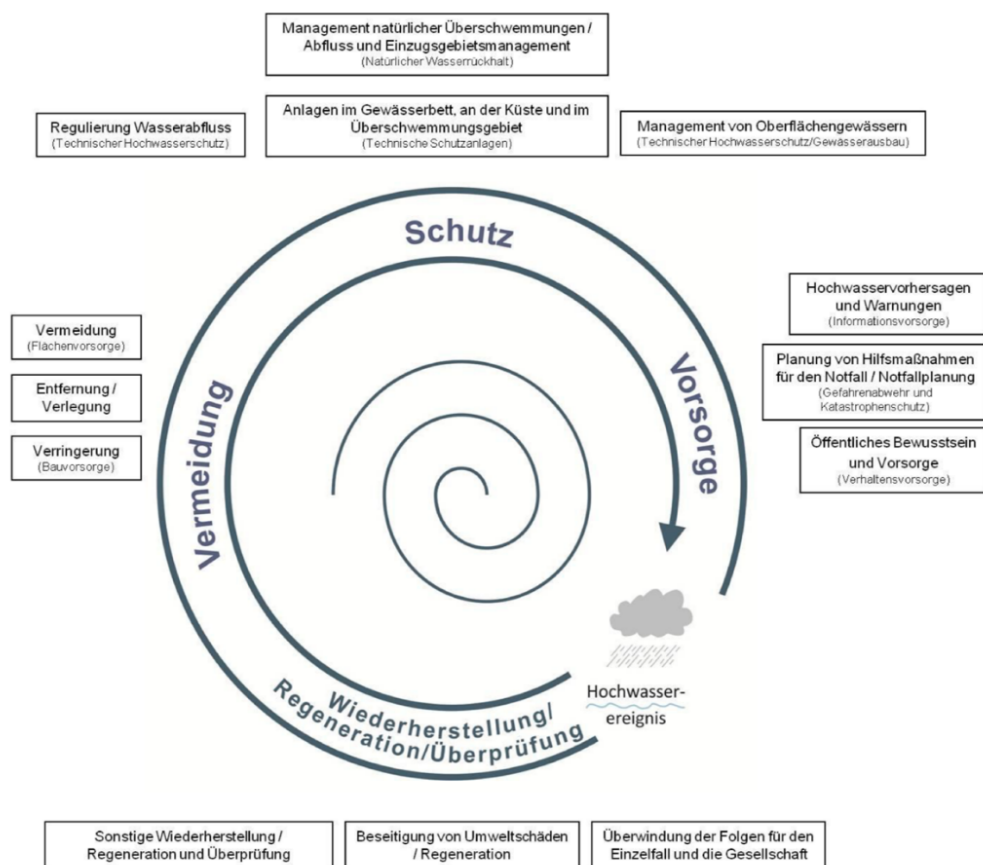 Management natürlicher Überschwemmungen /
Abfluss und Einzugsgebietsmanagement
(Natürlicher Wasserrückhalt)
Regulierung Wasserabfluss
(Technischer Hochwasserschutz)
Anlagen im Gewässerbett, an der Küste und im
Überschwemmungsgebiet
(Technische Schutzanlagen)
Management von Oberflächengewässern
(Technischer Hochwasserschutz/Gewässerausbau)
Schutz
Vorsorge
Vermeidung
Wiederherstellung/
Regeneration/Überprüfung
Hochwasser-
ereignis
Vermeidung
(Flächenvorsorge)
Entfernung /
Verlegung
Verringerung
(Bauvorsorge)
Hochwasservorhersagen
und Warnungen
(Informationsvorsorge)
Planung von Hilfsmaßnahmen
für den Notfall / Notfallplanung
(Gefahrenabwehr und
Katastrophenschutz)
Öffentliches Bewusstsein
und Vorsorge
(Verhaltensvorsorge)
Sonstige Wiederherstellung /
Regeneration und Überprüfung
Beseitigung von Umweltschäden
/ Regeneration
Überwindung der Folgen für den
Einzelfall und die Gesellschaft